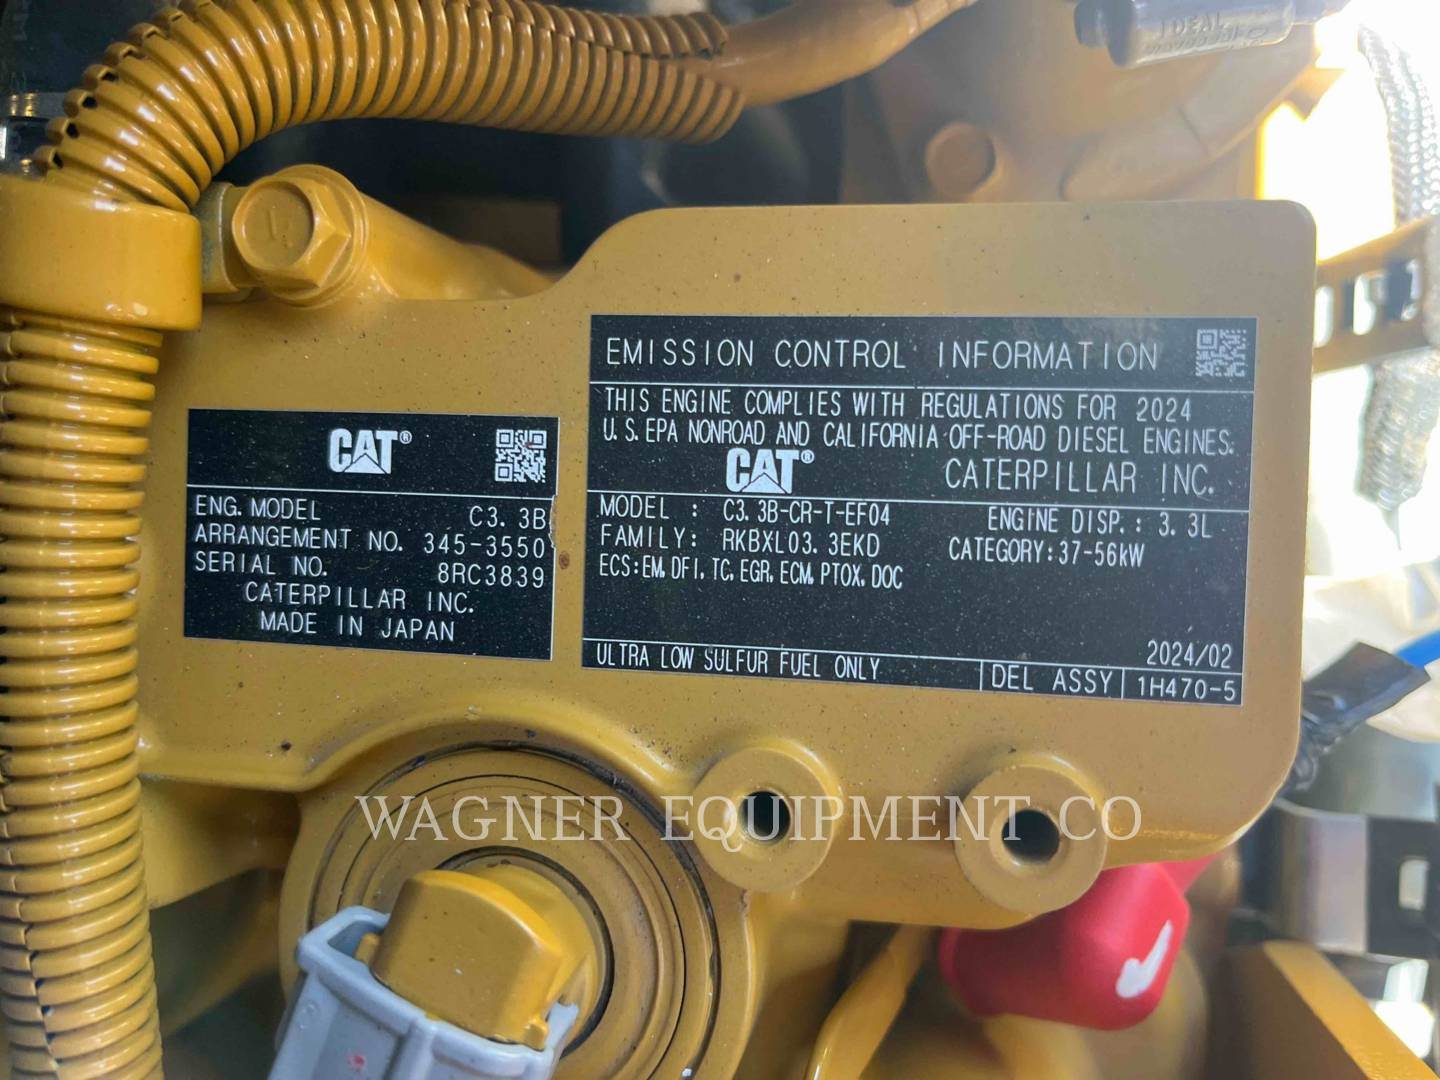 IDEAL
CAT®
ENG. MODEL C3.3B
ARRANGEMENT NO. 345-3550
SERIAL NO. 8RC3839
CATERPILLAR INC.
MADE IN JAPAN
EMISSION CONTROL INFORMATION
THIS ENGINE COMPLIES WITH REGULATIONS FOR 2024
U.S.EPA NONROAD AND CALIFORNIA OFF-ROAD DIESEL ENGINES.
CAT® CATERPILLAR INC.
MODEL : C3.3B-CR-T-EF04 ENGINE DISP.: 3.3L
FAMILY: RKBXL03.3EKD CATEGORY:37-56kW
ECS:EM,DFI,TC,EGR,ECM,PTOX,DOC
2024/02
ULTRA LOW SULFUR FUEL ONLY DEL ASSY 1H470-5
WAGNER EQUIPMENT CO